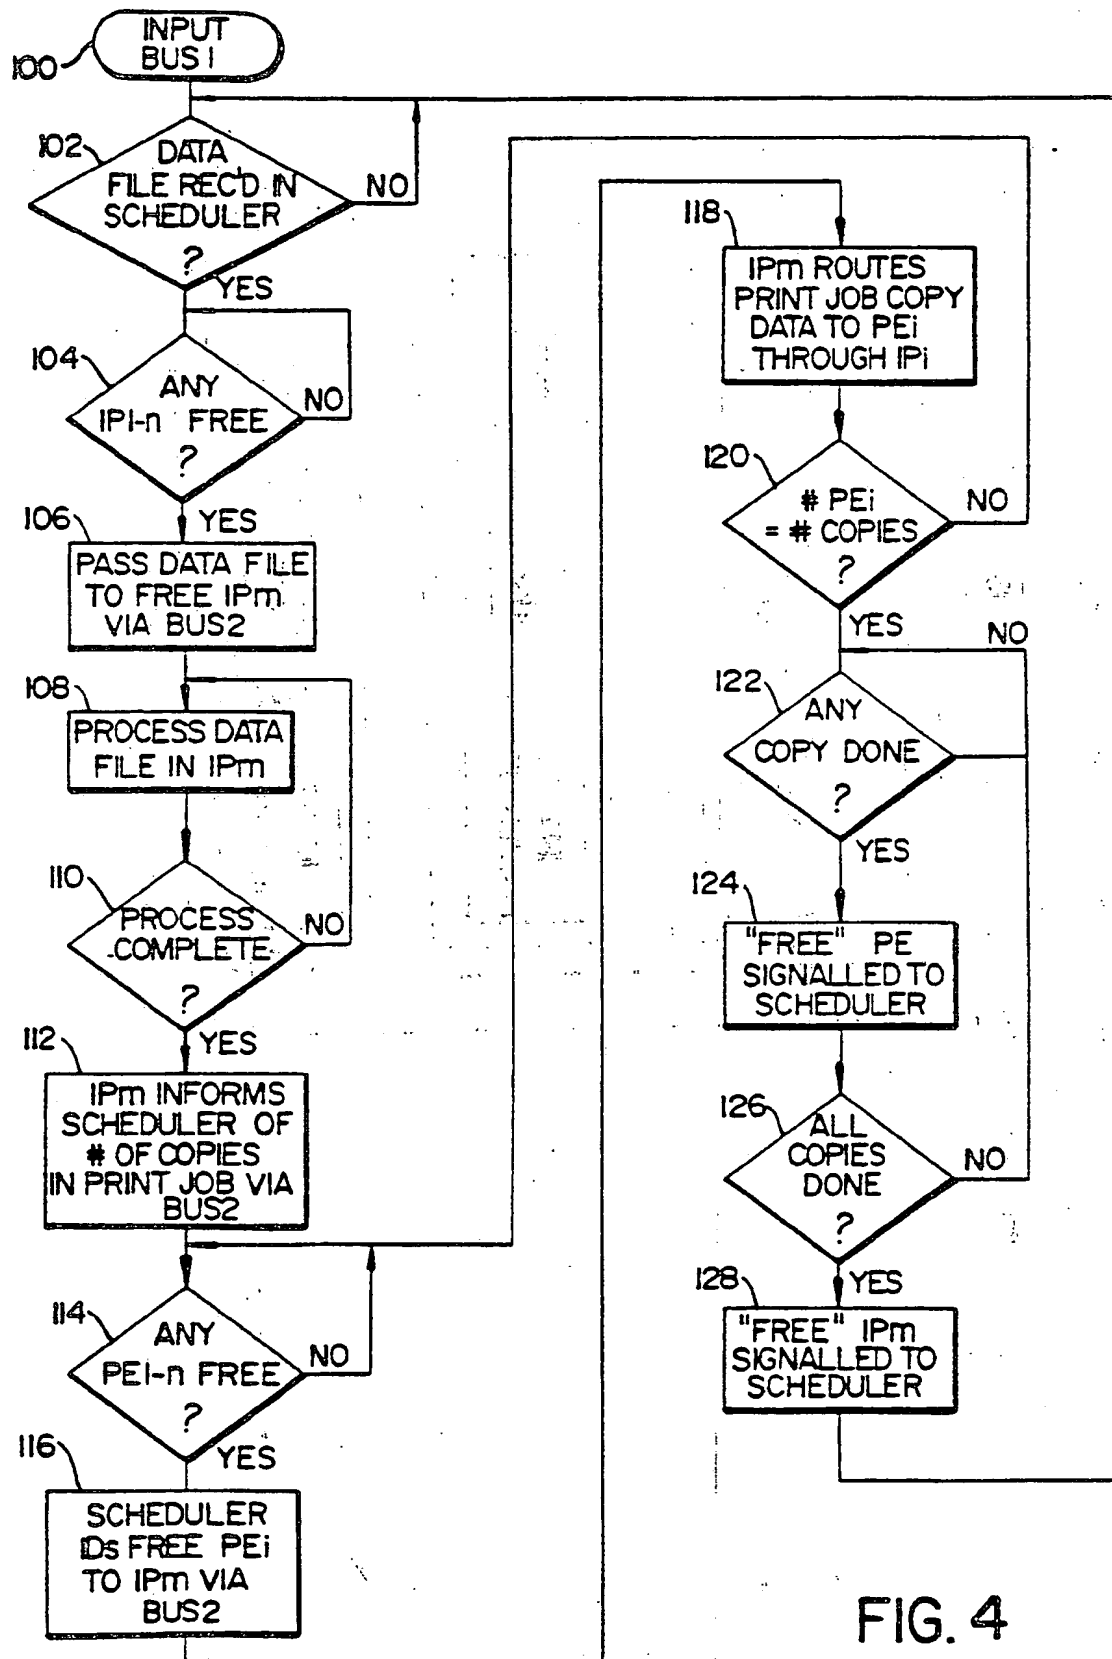 INPUT
BUS 1
100
102
DATA
FILE REC'D IN
SCHEDULER
?
NO
YES
104
ANY
IP1-n FREE
?
NO
YES
106
PASS DATA FILE
TO FREE IPm
VIA BUS2
108
PROCESS DATA
FILE IN IPm
110
PROCESS
COMPLETE
?
NO
YES
112
IPm INFORMS
SCHEDULER OF
# OF COPIES
IN PRINT JOB VIA
BUS2
114
ANY
PE1-n FREE
?
NO
YES
116
SCHEDULER
IDs FREE PEi
TO IPm VIA
BUS2
118
IPm ROUTES
PRINT JOB COPY
DATA TO PEi
THROUGH IPi
120
# PEi
= # COPIES
?
NO
YES
NO
122
ANY
COPY DONE
?
YES
124
"FREE" PE
SIGNALLED TO
SCHEDULER
126
ALL
COPIES
DONE
?
NO
YES
128
"FREE" IPm
SIGNALLED TO
SCHEDULER
FIG. 4